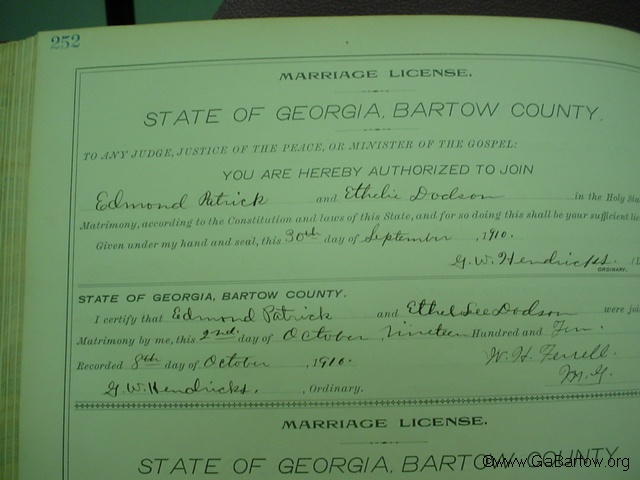 252
MARRIAGE LICENSE.
STATE OF GEORGIA, BARTOW COUNTY.
TO ANY JUDGE, JUSTICE OF THE PEACE, OR MINISTER OF THE GOSPEL:
YOU ARE HEREBY AUTHORIZED TO JOIN
Edmond Patrick and Ethelie Dodson in the Holy Sta
Matrimony, according to the Constitution and laws of this State, and for so doing this shall be your sufficient lic
Given under my hand and seal, this 30th day of September, 1910.
G. W. Hendricks.
ORDINARY.
STATE OF GEORGIA, BARTOW COUNTY.
I certify that Edmond Patrick and Ethel Lee Dodson were joi
Matrimony by me, this 2nd day of October Nineteen Hundred and Ten.
Recorded 8th day of October, 1910. W. H. Ferrell.
G. W. Hendricks, Ordinary. M. G.
MARRIAGE LICENSE.
STATE OF GEORGIA, BARTOW COUNTY.
©www.GaBartow.org